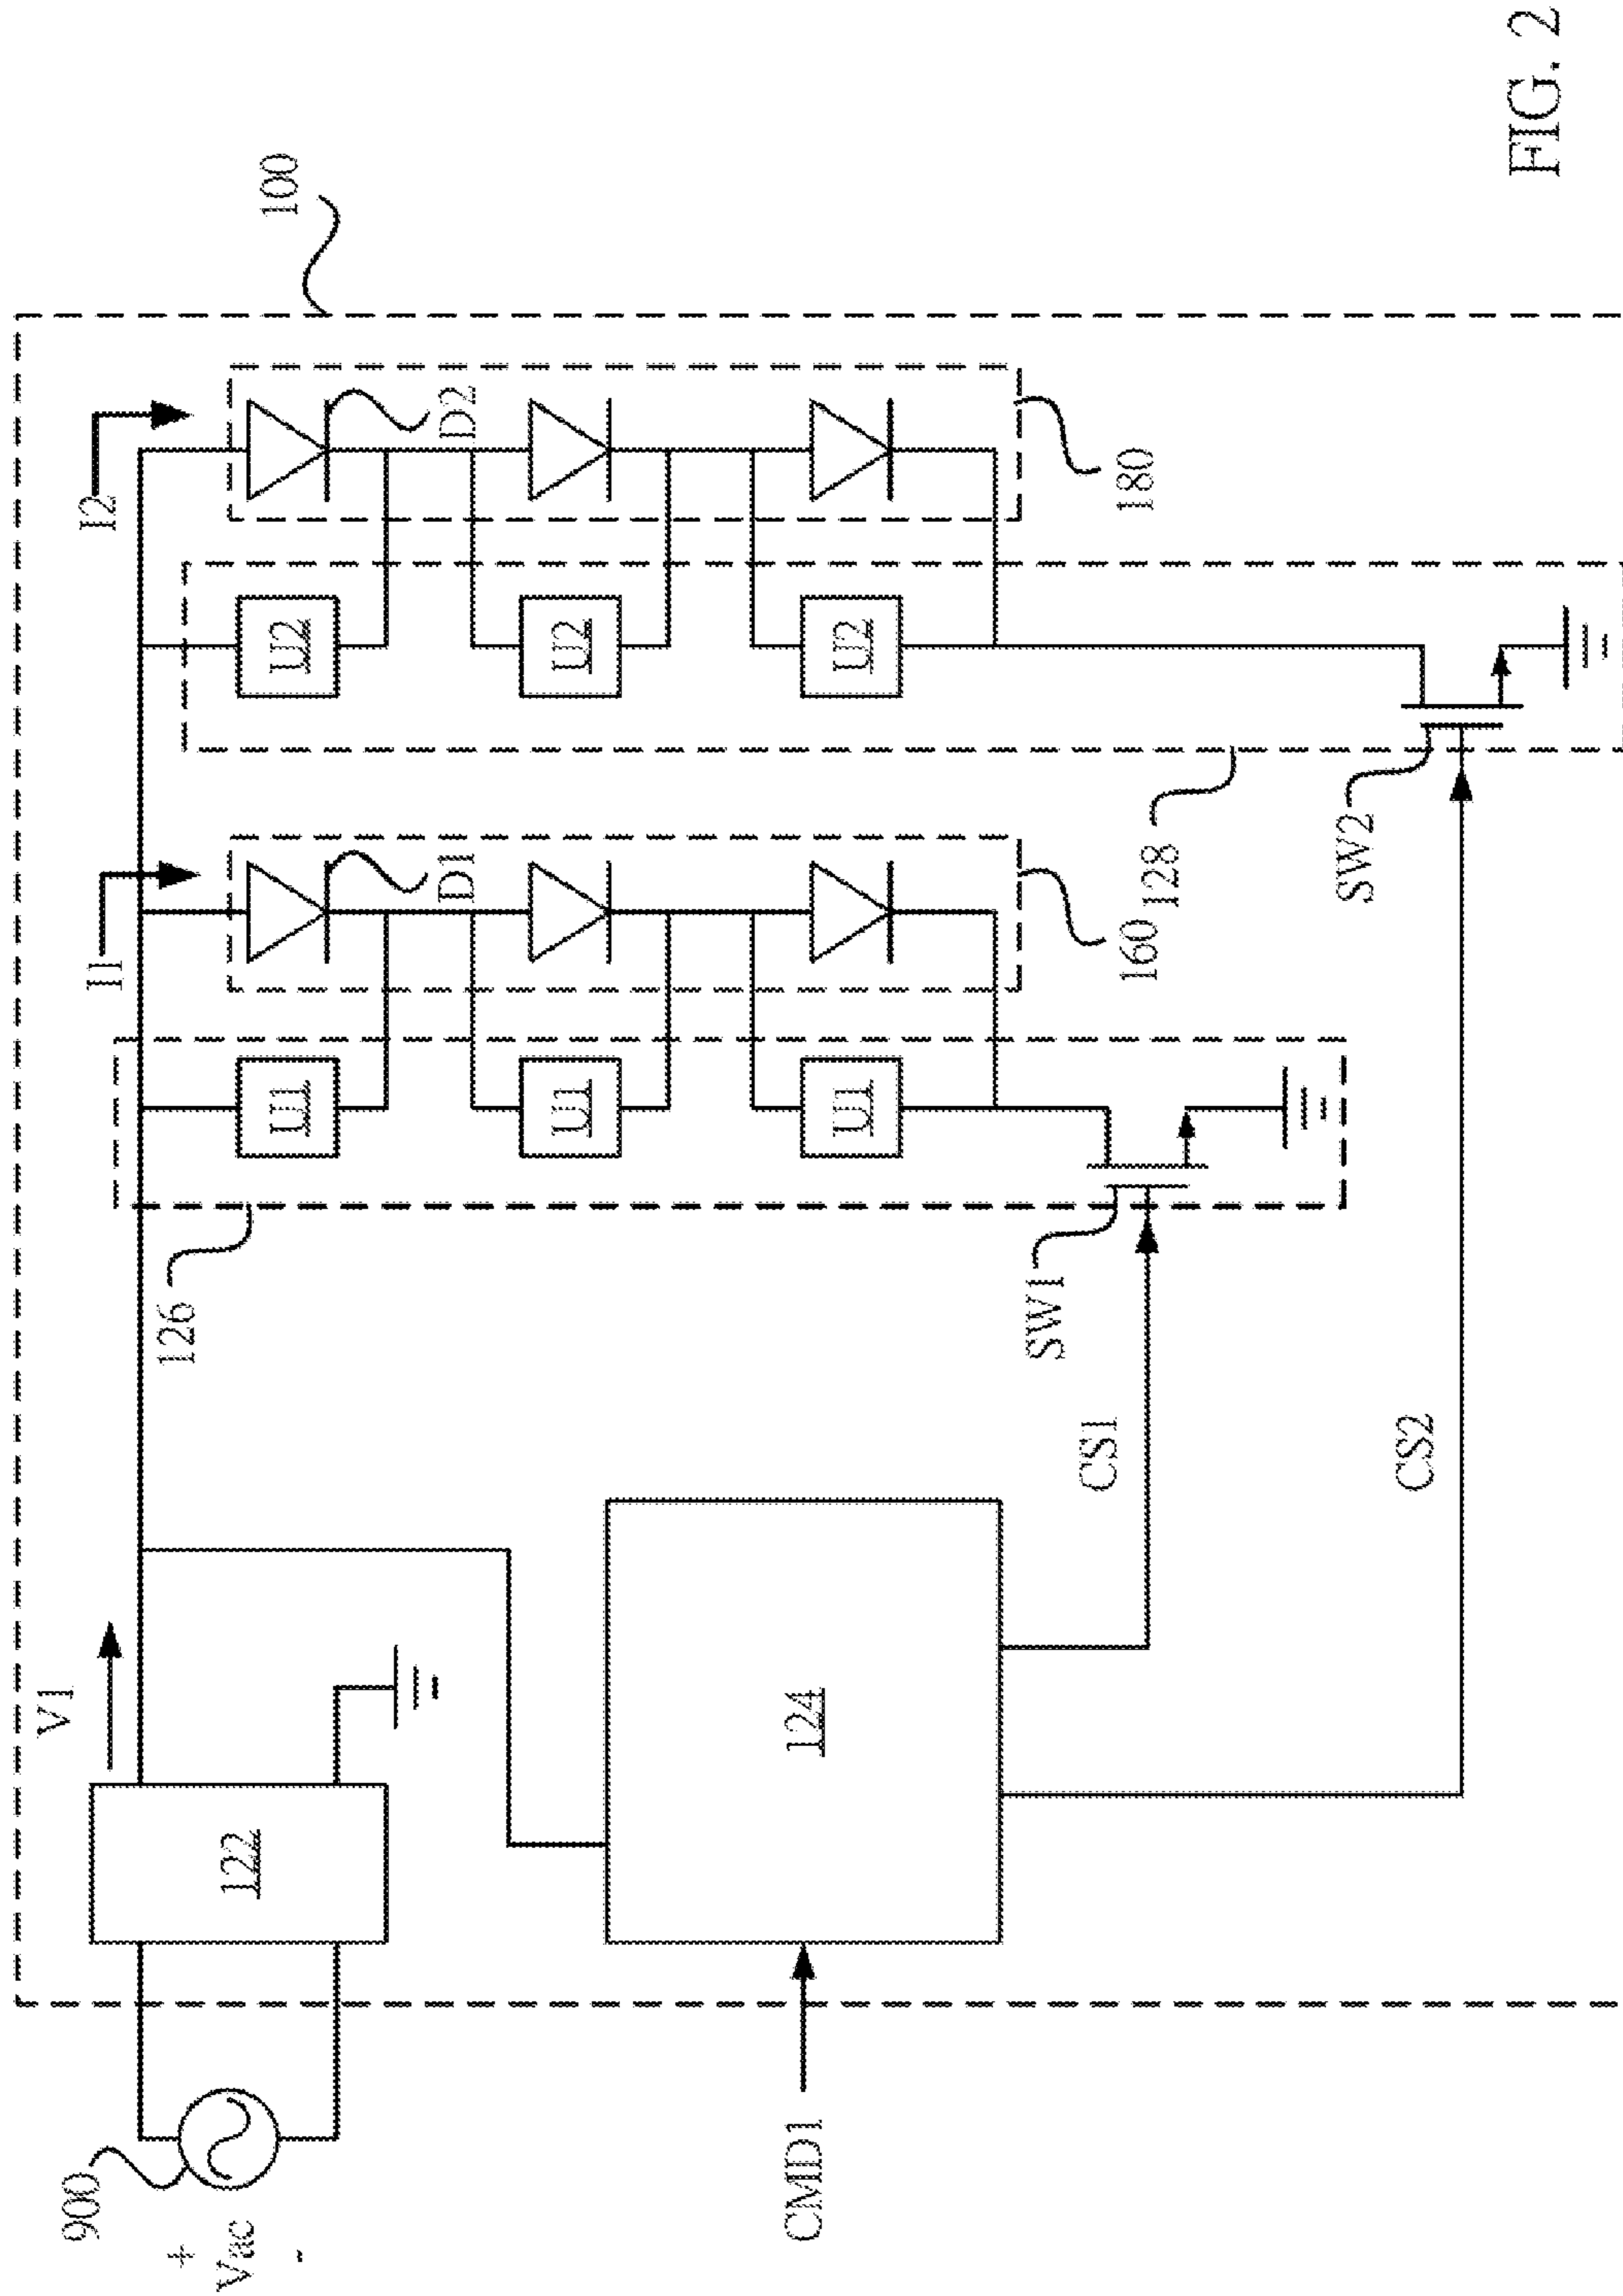 100
I2
I1
V1
900
+
Vac
-
122
126
U1
U1
U1
D1
160
U2
U2
U2
D2
180
128
124
CMD1
SW1
CS1
SW2
CS2
FIG. 2